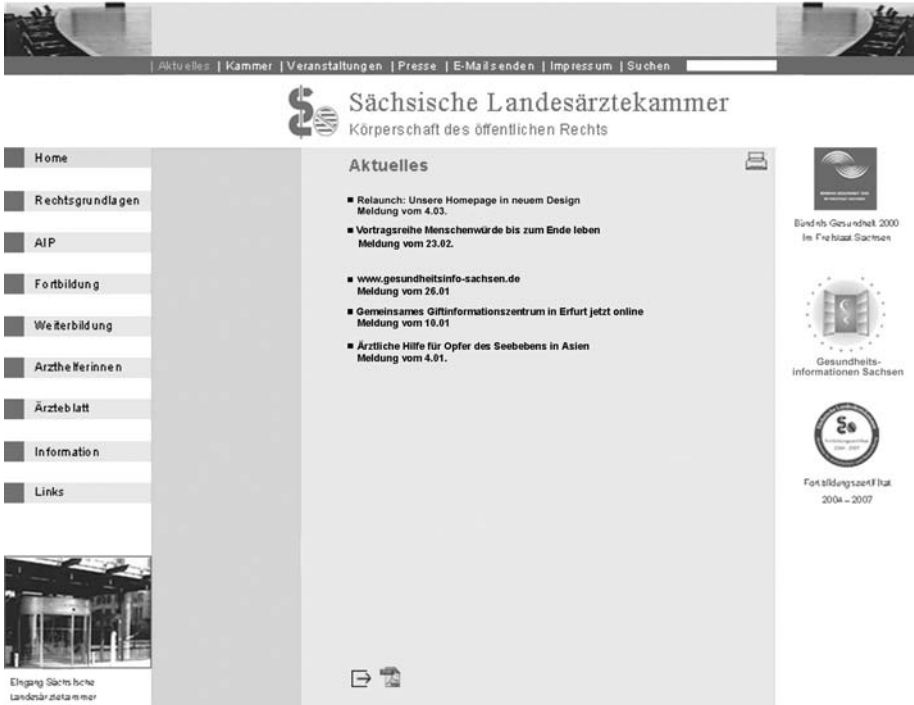 | Aktuelles | Kammer | Veranstaltungen | Presse | E-Mail senden | Impressum | Suchen
Sächsische Landesärztekammer
Körperschaft des öffentlichen Rechts
Home
Rechtsgrundlagen
AIP
Fortbildung
Weiterbildung
Arzthelferinnen
Ärzteblatt
Information
Links
Eingang Sächsische
Landesärztekammer
Aktuelles
■ Relaunch: Unsere Homepage in neuem Design
Meldung vom 4.03.
■ Vortragsreihe Menschenwürde bis zum Ende leben
Meldung vom 23.02.
■ www.gesundheitsinfo-sachsen.de
Meldung vom 26.01
■ Gemeinsames Giftinformationszentrum in Erfurt jetzt online
Meldung vom 10.01
■ Ärztliche Hilfe für Opfer des Seebebens in Asien
Meldung vom 4.01.
Bündnis Gesundheit 2000
im Freistaat Sachsen
Gesundheits-
informationen Sachsen
Fortbildungszertifikat
2004 – 2007